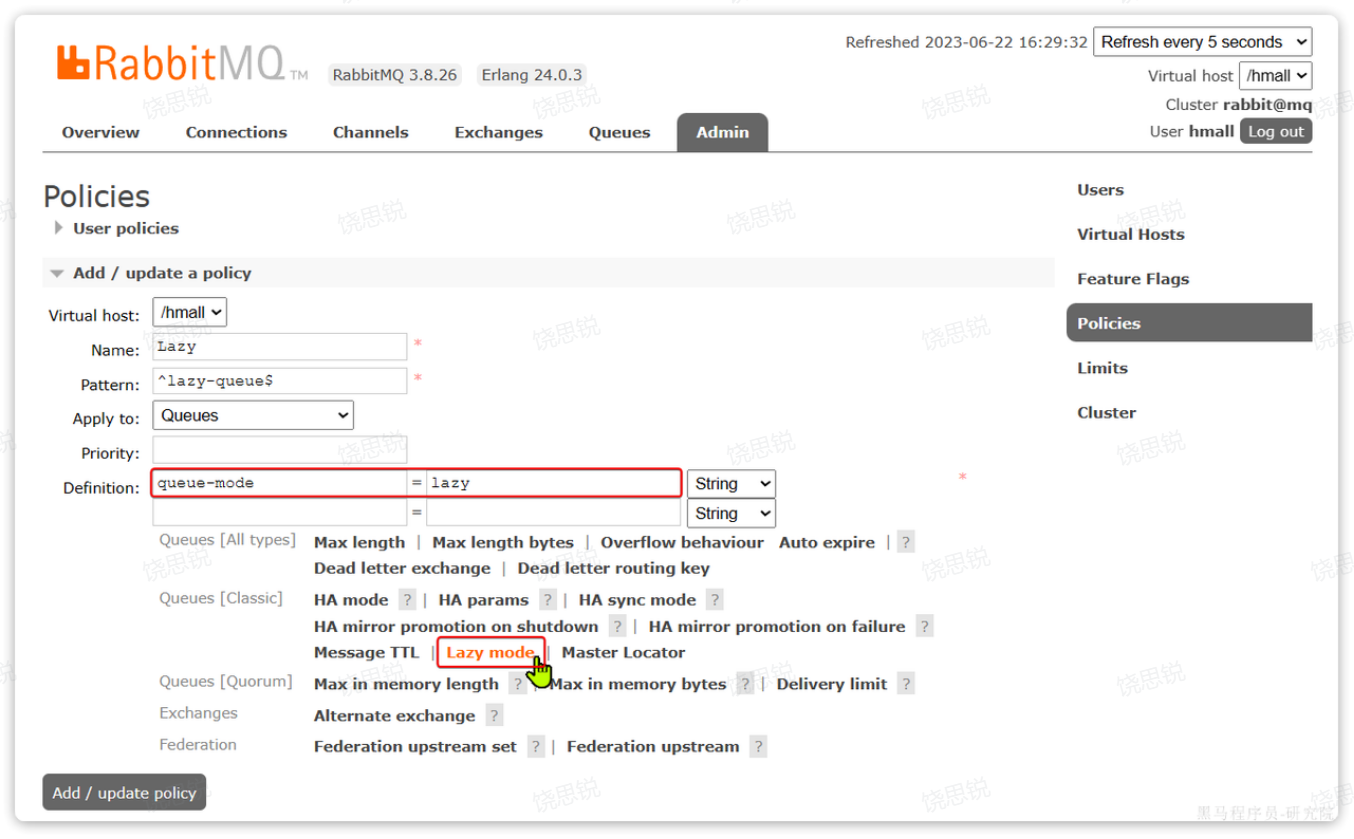 Refreshed 2023-06-22 16:29:32 Refresh every 5 seconds
RabbitMQ TM RabbitMQ 3.8.26 Erlang 24.0.3
Virtual host /hmall
Cluster rabbit@mq
User hmall Log out
Overview Connections Channels Exchanges Queues Admin
Policies
User policies
Add / update a policy
Virtual host: /hmall
Name: Lazy *
Pattern: ^lazy-queue$ *
Apply to: Queues
Priority:
Definition: queue-mode = lazy String *
= String
Queues [All types] Max length | Max length bytes | Overflow behaviour Auto expire | ?
Dead letter exchange | Dead letter routing key
Queues [Classic] HA mode ? | HA params ? | HA sync mode ?
HA mirror promotion on shutdown ? | HA mirror promotion on failure ?
Message TTL | Lazy mode | Master Locator
Queues [Quorum] Max in memory length ? | Max in memory bytes ? | Delivery limit ?
Exchanges Alternate exchange ?
Federation Federation upstream set ? | Federation upstream ?
Add / update policy
Users
Virtual Hosts
Feature Flags
Policies
Limits
Cluster
饶思锐
黑马程序员-研究院